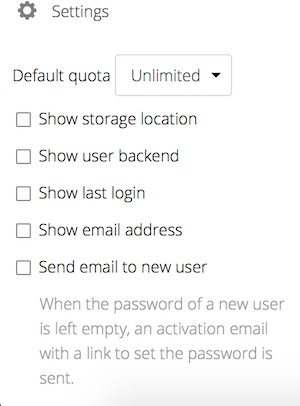 Settings
Default quota Unlimited
Show storage location
Show user backend
Show last login
Show email address
Send email to new user
When the password of a new user
is left empty, an activation email
with a link to set the password is
sent.